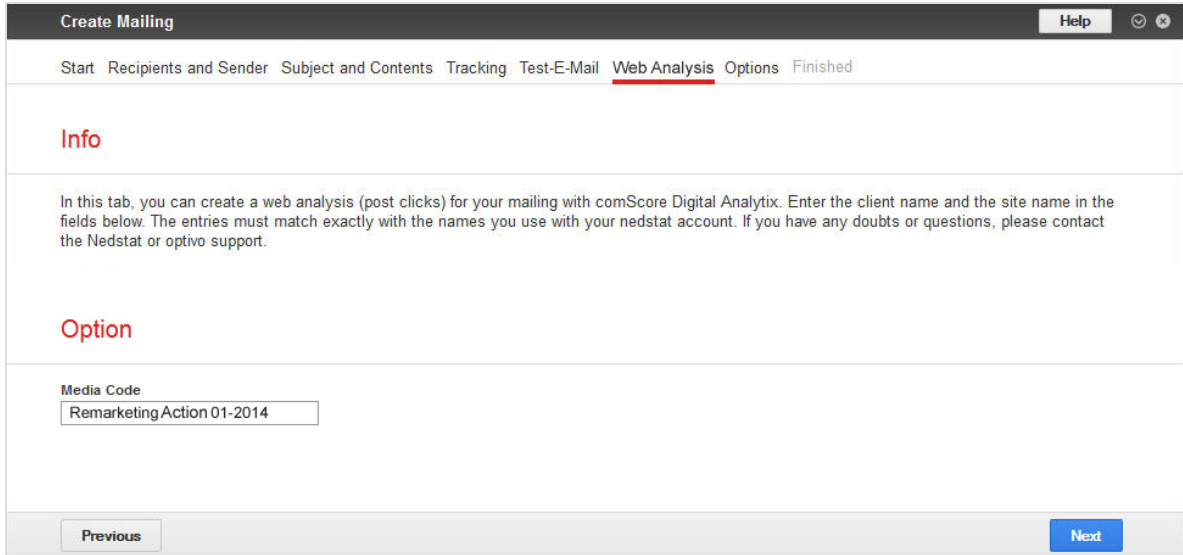 Create Mailing
Help
Start Recipients and Sender Subject and Contents Tracking Test-E-Mail Web Analysis Options Finished
Info
In this tab, you can create a web analysis (post clicks) for your mailing with comScore Digital Analytix. Enter the client name and the site name in the
fields below. The entries must match exactly with the names you use with your nedstat account. If you have any doubts or questions, please contact
the Nedstat or optivo support.
Option
Media Code
Remarketing Action 01-2014
Previous
Next